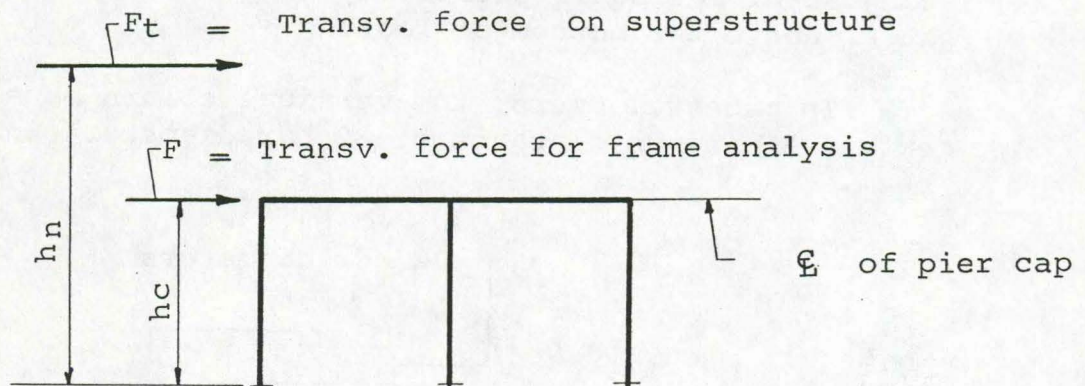 Ft = Transv. force on superstructure
F = Transv. force for frame analysis
hn
hc
℄ of pier cap